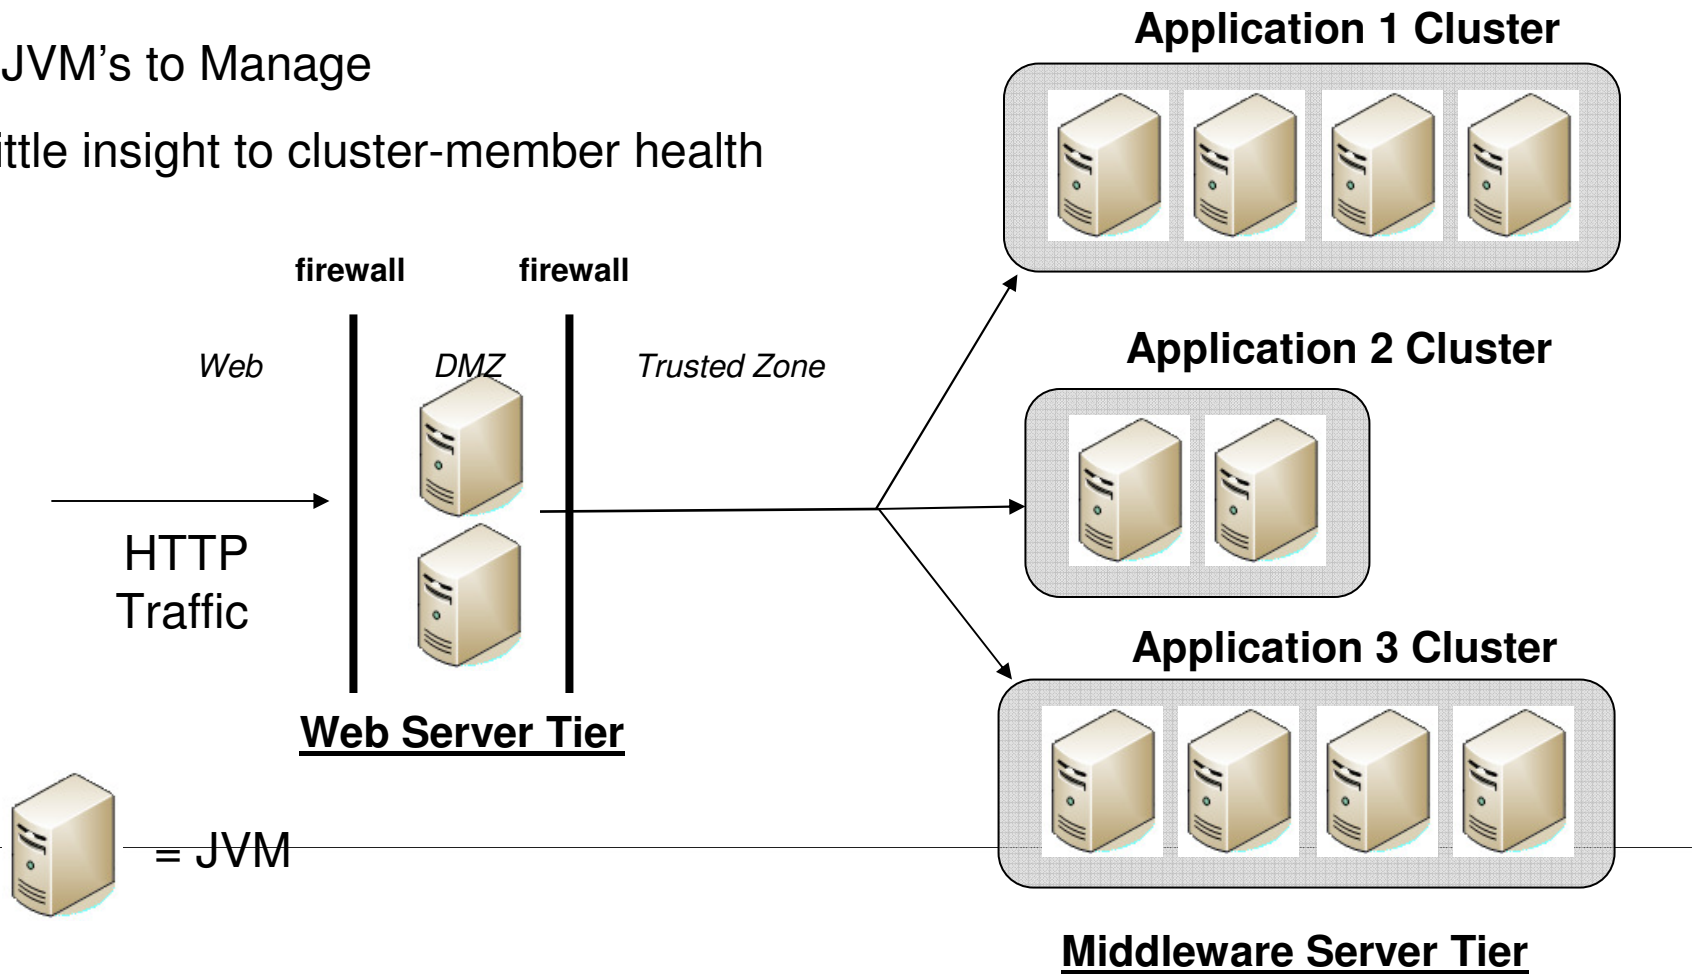 JVM's to Manage
ittle insight to cluster-member health
Application 1 Cluster
firewall firewall
Web DMZ Trusted Zone
Application 2 Cluster
HTTP
Traffic
Application 3 Cluster
Web Server Tier
= JVM
Middleware Server Tier